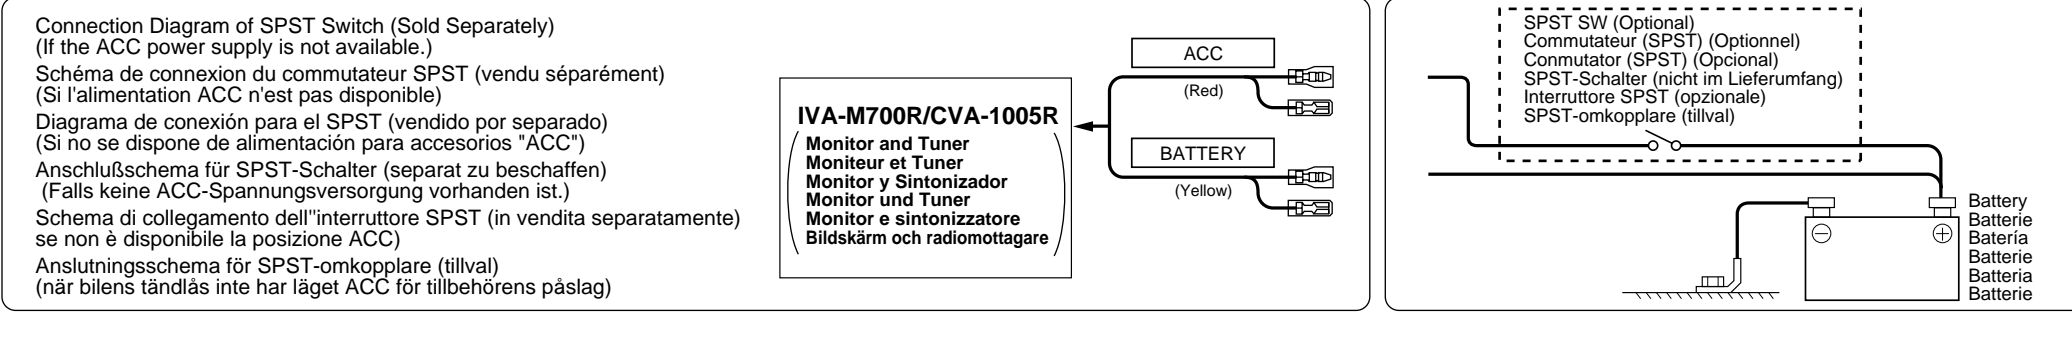 Connection Diagram of SPST Switch (Sold Separately)
(If the ACC power supply is not available.)
Schéma de connexion du commutateur SPST (vendu séparément)
(Si l'alimentation ACC n'est pas disponible)
Diagrama de conexión para el SPST (vendido por separado)
(Si no se dispone de alimentación para accesorios "ACC")
Anschlußschema für SPST-Schalter (separat zu beschaffen)
(Falls keine ACC-Spannungsversorgung vorhanden ist.)
Schema di collegamento dell''interruttore SPST (in vendita separatamente)
se non è disponibile la posizione ACC)
Anslutningsschema för SPST-omkopplare (tillval)
(när bilens tändlås inte har läget ACC för tillbehörens påslag)
IVA-M700R/CVA-1005R
Monitor and Tuner
Moniteur et Tuner
Monitor y Sintonizador
Monitor und Tuner
Monitor e sintonizzatore
Bildskärm och radiomottagare
ACC
(Red)
BATTERY
(Yellow)
SPST SW (Optional)
Commutateur (SPST) (Optionnel)
Conmutator (SPST) (Opcional)
SPST-Schalter (nicht im Lieferumfang)
Interruttore SPST (opzionale)
SPST-omkopplare (tillval)
Battery
Batterie
Batería
Batterie
Batteria
Batterie